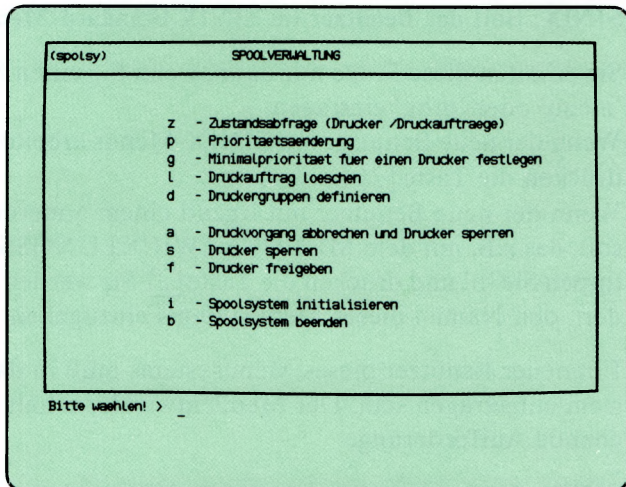 (spolsy) SPOOLVERWALTUNG
z - Zustandsabfrage (Drucker /Druckauftraege)
p - Prioritaetsaenderung
g - Minimalprioritaet fuer einen Drucker festlegen
l - Druckauftrag loeschen
d - Druckergruppen definieren
a - Druckvorgang abbrechen und Drucker sperren
s - Drucker sperren
f - Drucker freigeben
i - Spoolsystem initialisieren
b - Spoolsystem beenden
Bitte waehlen! > _